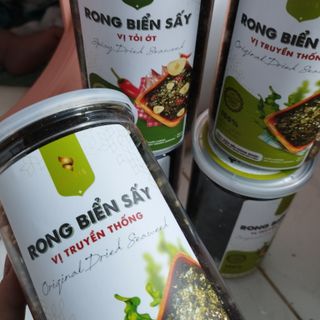 RONG BIỂN SẤY
VỊ TỎI ỚT
Spicy Dried Seaweed
RONG BIỂN SẤY
VỊ TRUYỀN THỐNG
Original Dried Seaweed
RONG BIỂN SẤY
VỊ TRUYỀN THỐNG
Original Dried Seaweed